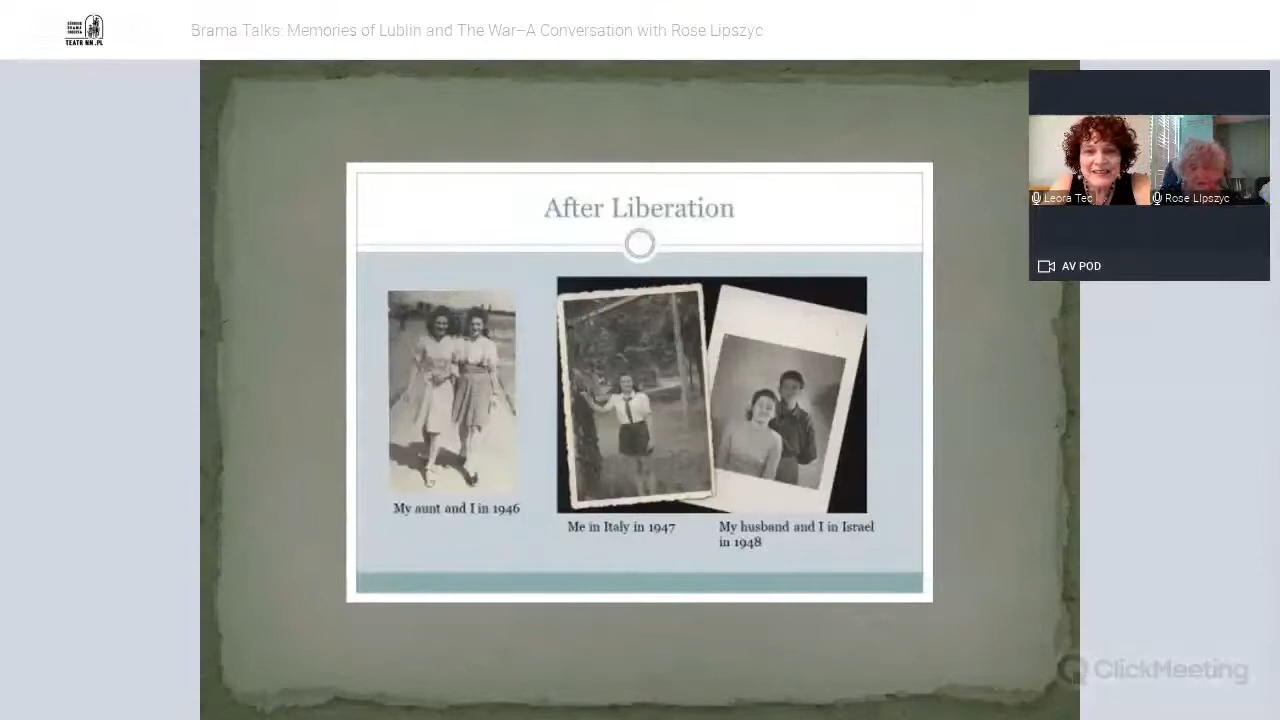 TEATR NN.PL
Brama Talks: Memories of Lublin and The War–A Conversation with Rose Lipszyc
After Liberation
My aunt and I in 1946
Me in Italy in 1947
My husband and I in Israel
in 1948
Leora Tec
Rose LIpszyc
AV POD
ClickMeeting